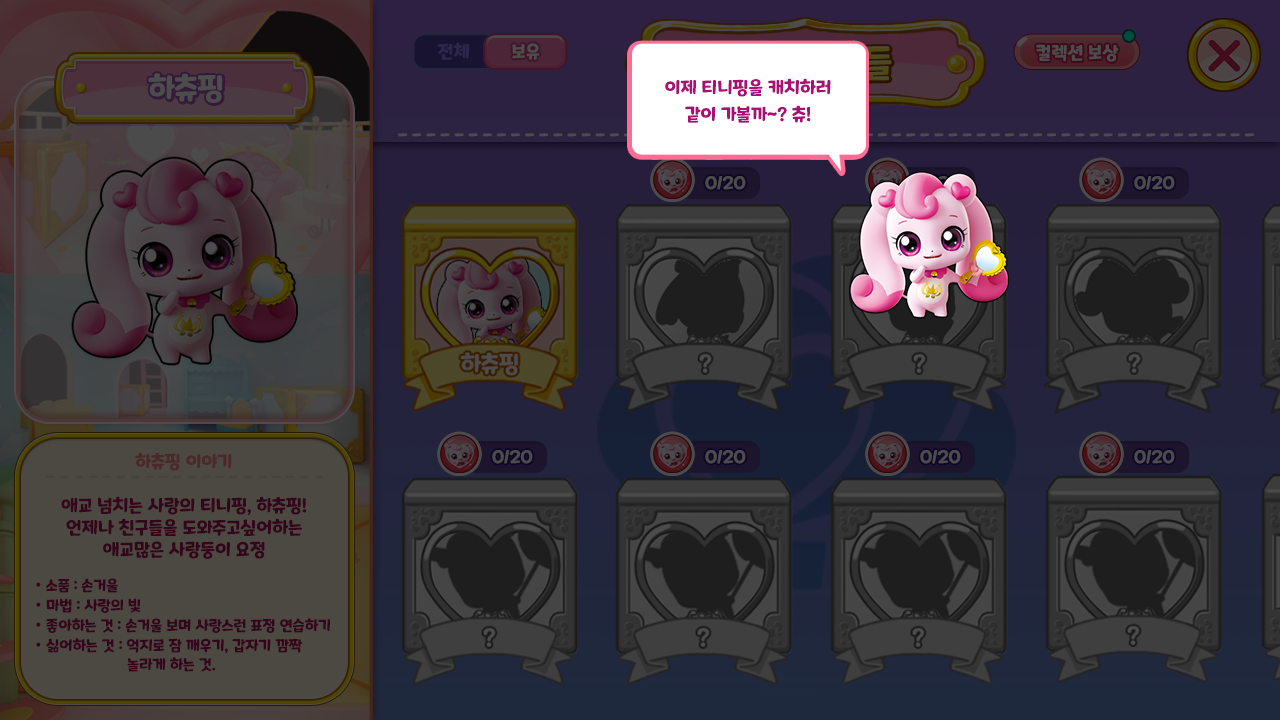 하츄핑
전체
보유
들
컬렉션 보상
이제 티니핑을 캐치하러
같이 가볼까~? 츄!
0/20
0/20
하츄핑
?
?
?
하츄핑 이야기
애교 넘치는 사랑의 티니핑, 하츄핑!
언제나 친구들을 도와주고싶어하는
애교많은 사랑둥이 요정
• 소품 : 손거울
• 마법 : 사랑의 빛
• 좋아하는 것 : 손거울 보며 사랑스런 표정 연습하기
• 싫어하는 것 : 억지로 잠 깨우기, 갑자기 깜짝
놀라게 하는 것.
0/20
0/20
0/20
0/20
?
?
?
?